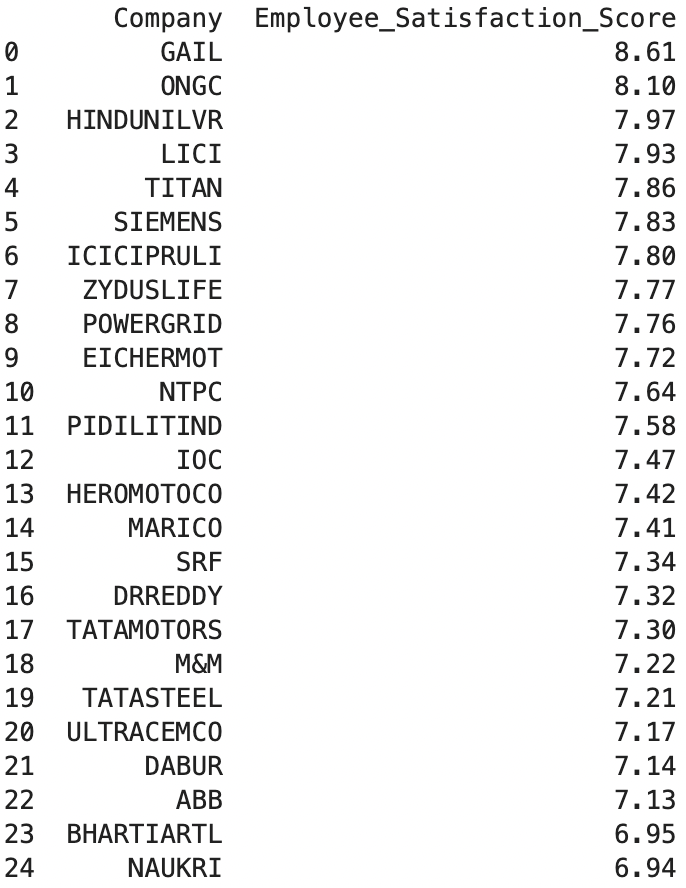 Company Employee_Satisfaction_Score
0 GAIL 8.61
1 ONGC 8.10
2 HINDUNILVR 7.97
3 LICI 7.93
4 TITAN 7.86
5 SIEMENS 7.83
6 ICICIPRULI 7.80
7 ZYDUSLIFE 7.77
8 POWERGRID 7.76
9 EICHERMOT 7.72
10 NTPC 7.64
11 PIDILITIND 7.58
12 IOC 7.47
13 HEROMOTOCO 7.42
14 MARICO 7.41
15 SRF 7.34
16 DRREDDY 7.32
17 TATAMOTORS 7.30
18 M&M 7.22
19 TATASTEEL 7.21
20 ULTRACEMCO 7.17
21 DABUR 7.14
22 ABB 7.13
23 BHARTIARTL 6.95
24 NAUKRI 6.94